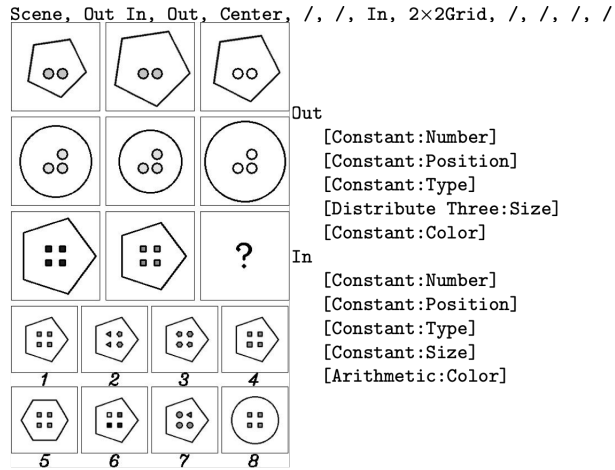 Scene, Out In, Out, Center, /, /, In, 2×2Grid, /, /, /, /
Out
[Constant:Number]
[Constant:Position]
[Constant:Type]
[Distribute Three:Size]
[Constant:Color]
?
In
[Constant:Number]
[Constant:Position]
[Constant:Type]
[Constant:Size]
[Arithmetic:Color]
1 2 3 4
5 6 7 8